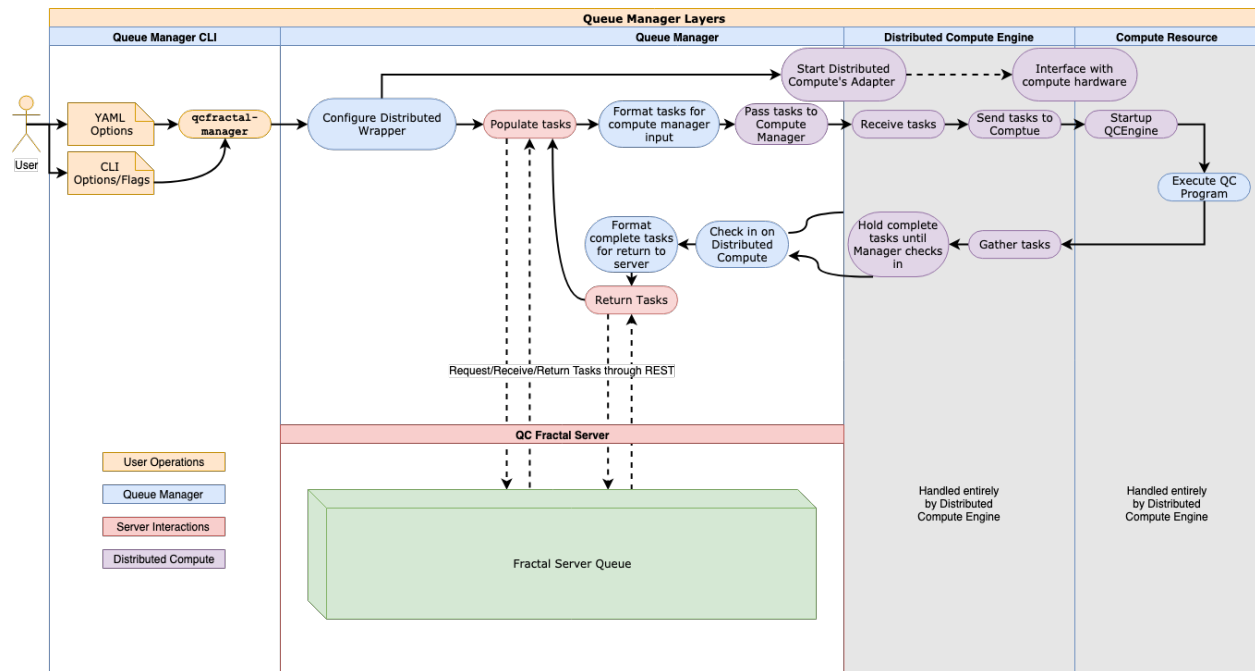 Queue Manager Layers
Queue Manager CLI
Queue Manager
Distributed Compute Engine
Compute Resource
Start Distributed
Compute's Adapter
Interface with
compute hardware
User
YAML
Options
CLI
Options/Flags
qcfractal-
manager
Configure Distributed
Wrapper
Populate tasks
Format tasks for
compute manager
input
Pass tasks to
Compute
Manager
Receive tasks
Send tasks to
Comptue
Startup
QCEngine
Execute QC
Program
Gather tasks
Hold complete
tasks until
Manager checks
in
Check in on
Distributed
Compute
Format
complete tasks
for return to
server
Return Tasks
Request/Receive/Return Tasks through REST
QC Fractal Server
Fractal Server Queue
User Operations
Queue Manager
Server Interactions
Distributed Compute
Handled entirely
by Distributed
Compute Engine
Handled entirely
by Distributed
Compute Engine